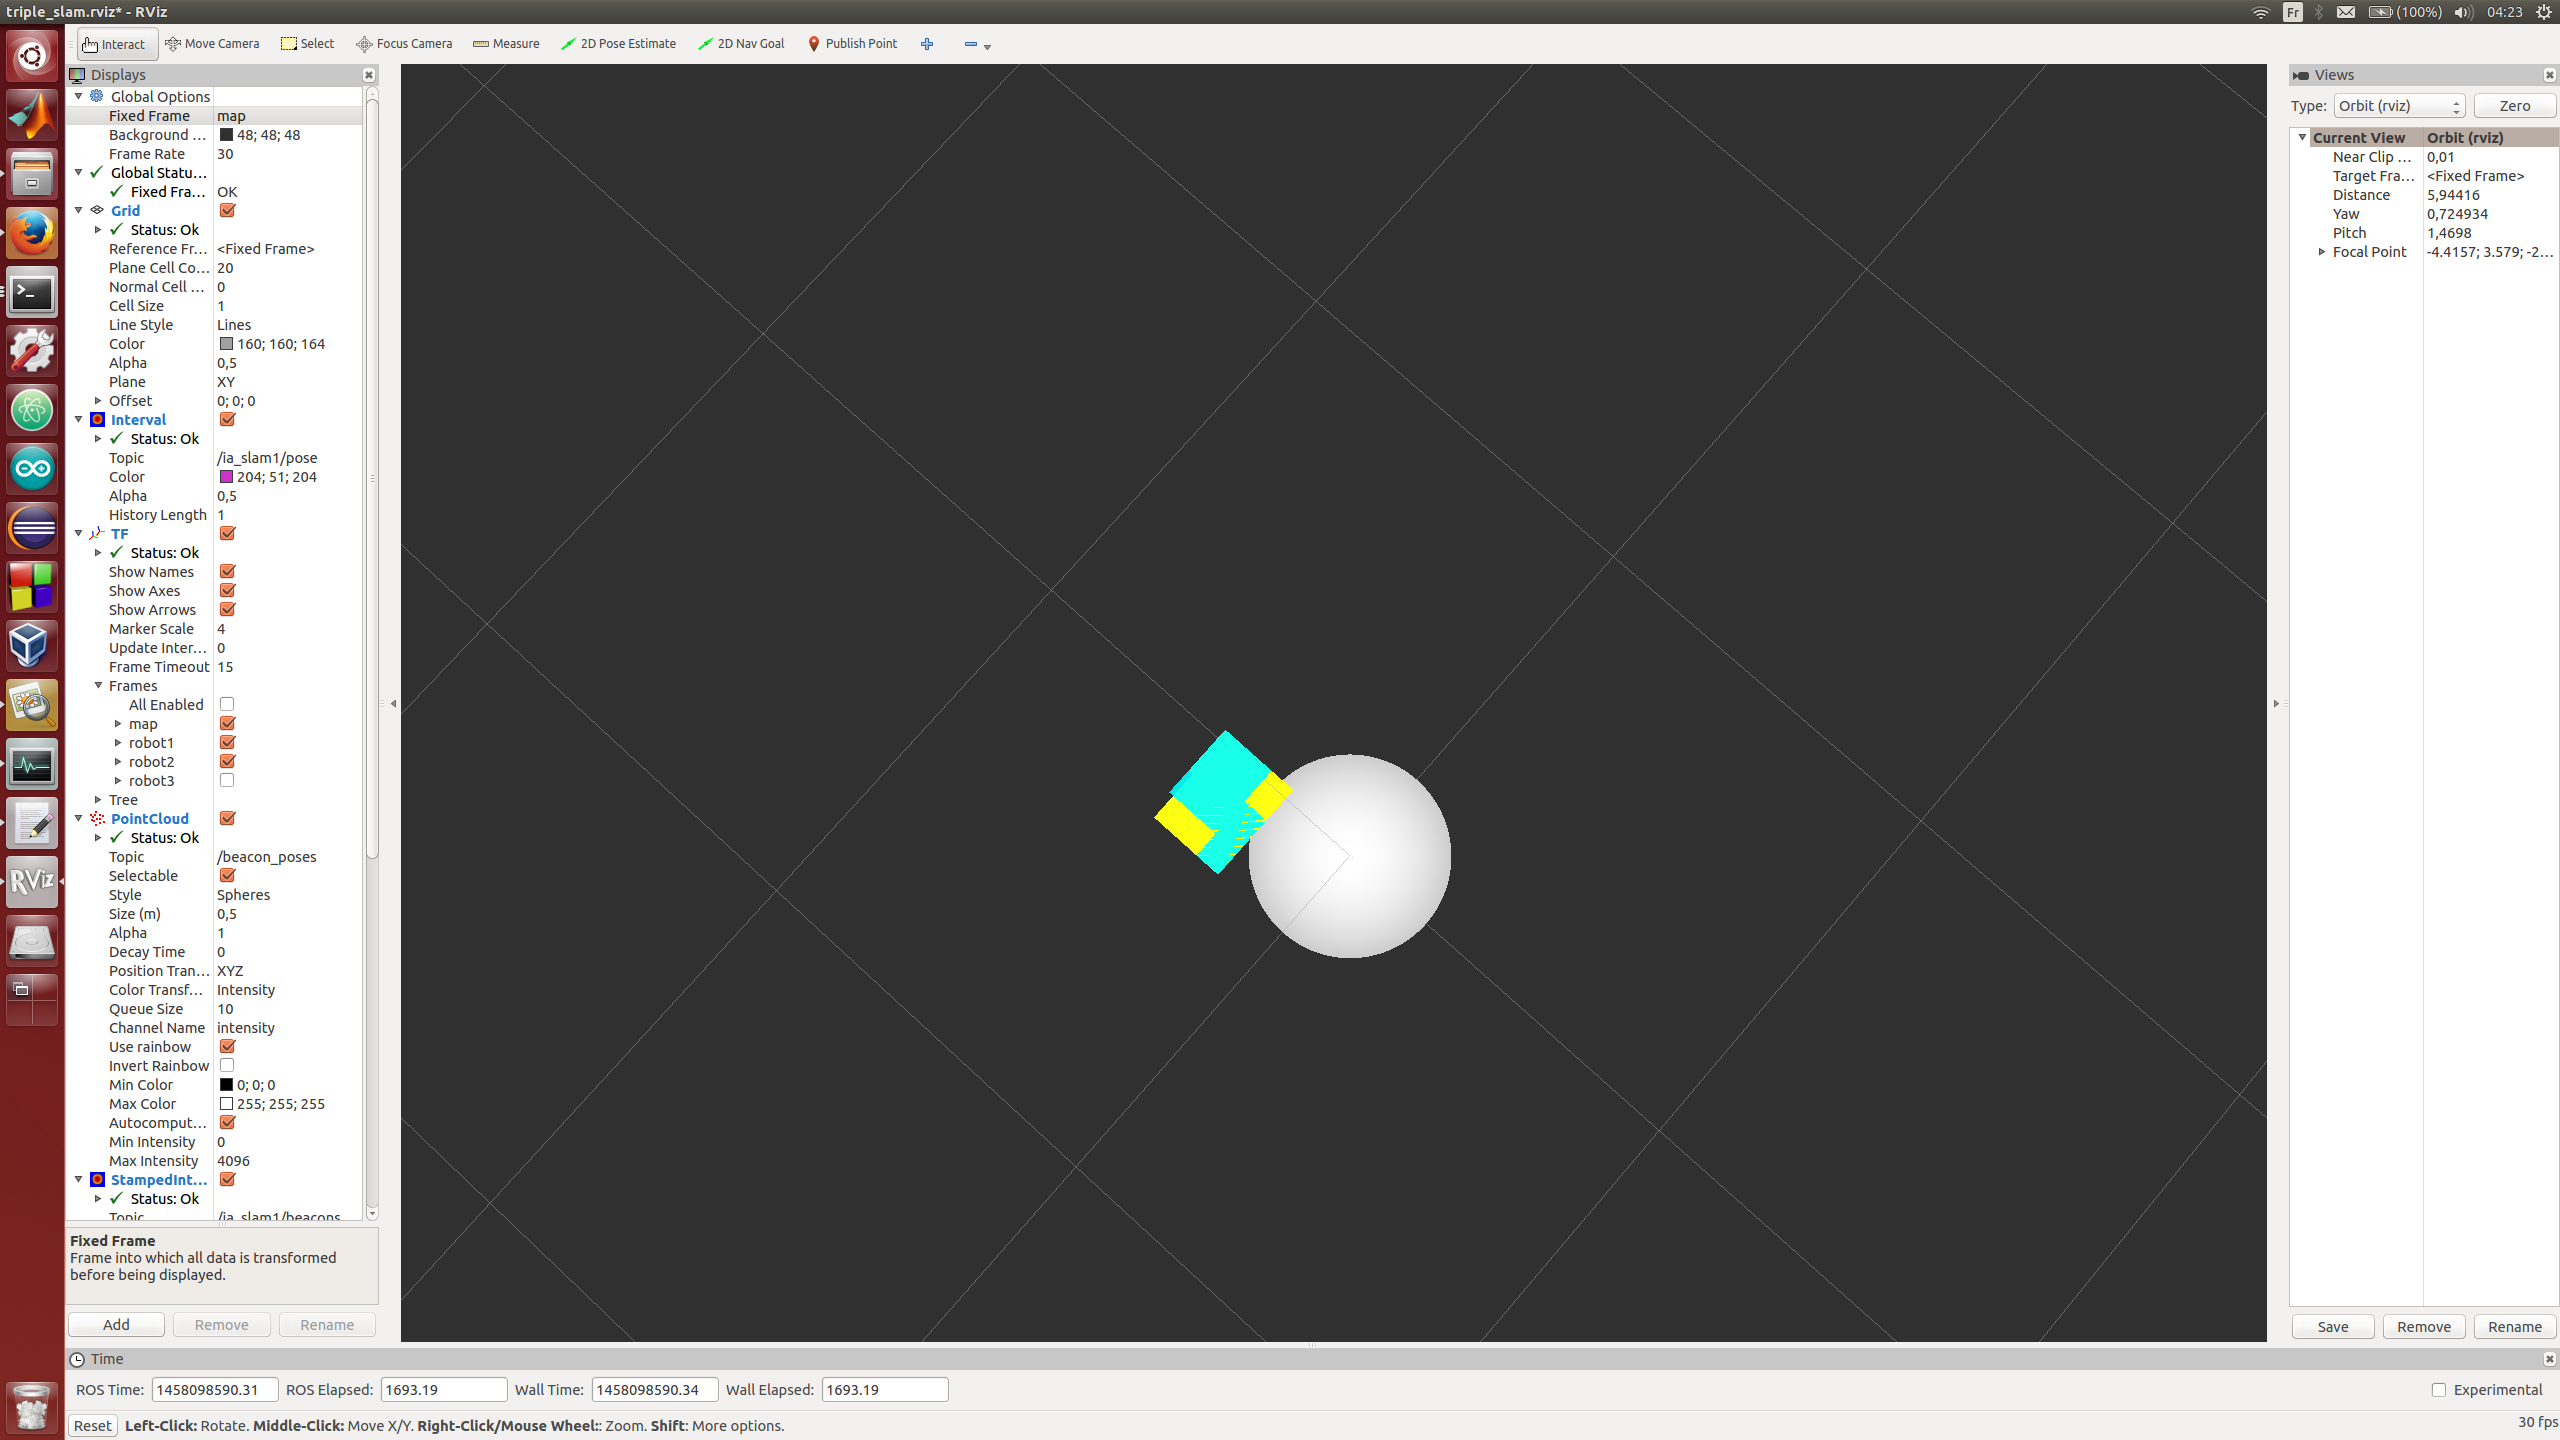 triple_slam.rviz* - RViz
Fr (100%) 04:23
Interact Move Camera Select Focus Camera Measure 2D Pose Estimate 2D Nav Goal Publish Point
Displays
Global Options
Fixed Frame map
Background ... 48; 48; 48
Frame Rate 30
Global Statu...
Fixed Fra... OK
Grid
Status: Ok
Reference Fr... <Fixed Frame>
Plane Cell Co... 20
Normal Cell ... 0
Cell Size 1
Line Style Lines
Color 160; 160; 164
Alpha 0,5
Plane XY
Offset 0; 0; 0
Interval
Status: Ok
Topic /ia_slam1/pose
Color 204; 51; 204
Alpha 0,5
History Length 1
TF
Status: Ok
Show Names
Show Axes
Show Arrows
Marker Scale 4
Update Inter... 0
Frame Timeout 15
Frames
All Enabled
map
robot1
robot2
robot3
Tree
PointCloud
Status: Ok
Topic /beacon_poses
Selectable
Style Spheres
Size (m) 0,5
Alpha 1
Decay Time 0
Position Tran... XYZ
Color Transf... Intensity
Queue Size 10
Channel Name intensity
Use rainbow
Invert Rainbow
Min Color 0; 0; 0
Max Color 255; 255; 255
Autocomput...
Min Intensity 0
Max Intensity 4096
StampedInt...
Status: Ok
Topic /ia_slam1/beacons
Fixed Frame
Frame into which all data is transformed
before being displayed.
Add Remove Rename
RViz
Views
Type: Orbit (rviz) Zero
Current View Orbit (rviz)
Near Clip ... 0,01
Target Fra... <Fixed Frame>
Distance 5,94416
Yaw 0,724934
Pitch 1,4698
Focal Point -4.4157; 3.579; -2...
Save Remove Rename
Time
ROS Time: 1458098590.31 ROS Elapsed: 1693.19 Wall Time: 1458098590.34 Wall Elapsed: 1693.19 Experimental
Reset Left-Click: Rotate. Middle-Click: Move X/Y. Right-Click/Mouse Wheel:: Zoom. Shift: More options. 30 fps